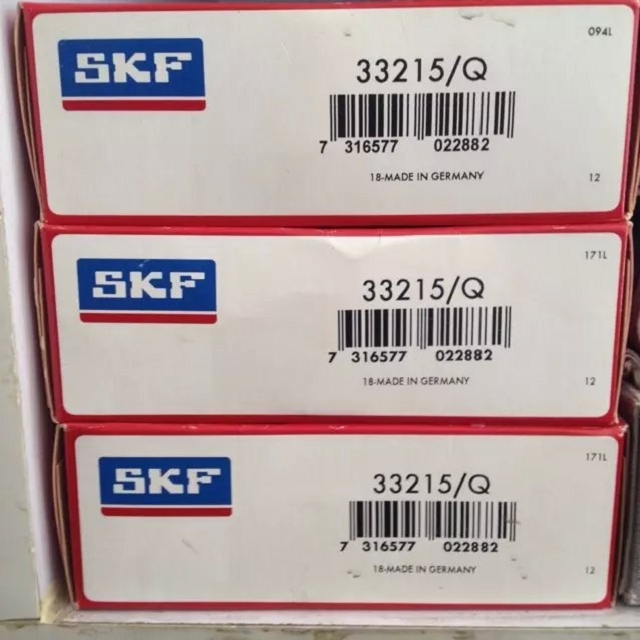 SKF
094L
33215/Q
7 316577 022882
18-MADE IN GERMANY
12
SKF
171L
33215/Q
7 316577 022882
18-MADE IN GERMANY
12
SKF
171L
33215/Q
7 316577 022882
18-MADE IN GERMANY
12